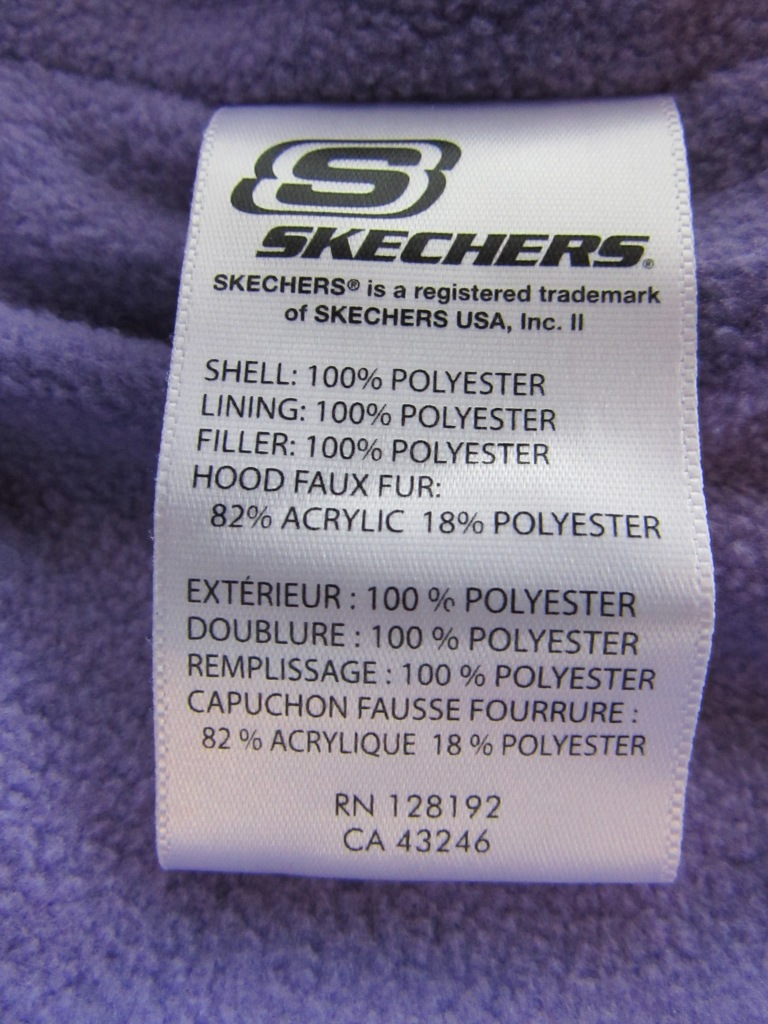 S
SKECHERS®
SKECHERS® is a registered trademark
of SKECHERS USA, Inc. II
SHELL: 100% POLYESTER
LINING: 100% POLYESTER
FILLER: 100% POLYESTER
HOOD FAUX FUR:
82% ACRYLIC 18% POLYESTER
EXTÉRIEUR : 100 % POLYESTER
DOUBLURE : 100 % POLYESTER
REMPLISSAGE : 100 % POLYESTER
CAPUCHON FAUSSE FOURRURE :
82 % ACRYLIQUE 18 % POLYESTER
RN 128192
CA 43246